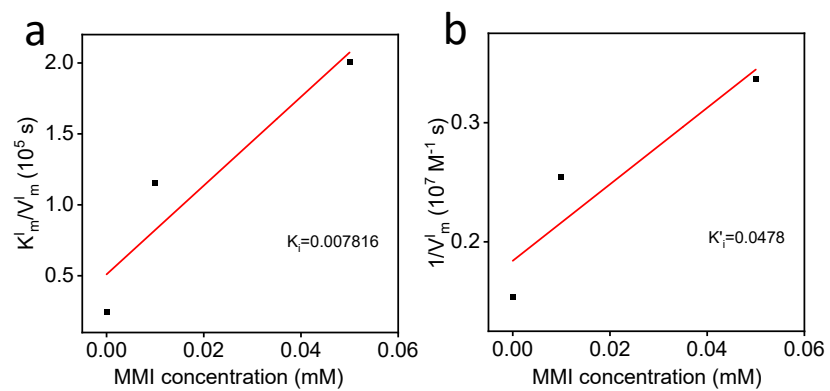 a
K^I_m/V^I_m (10^5 s)
2.0
1.5
1.0
0.5
K_i=0.007816
0.00
0.02
0.04
0.06
MMI concentration (mM)
b
1/V^I_m (10^7 M^-1 s)
0.3
0.2
K'_i=0.0478
0.00
0.02
0.04
0.06
MMI concentration (mM)